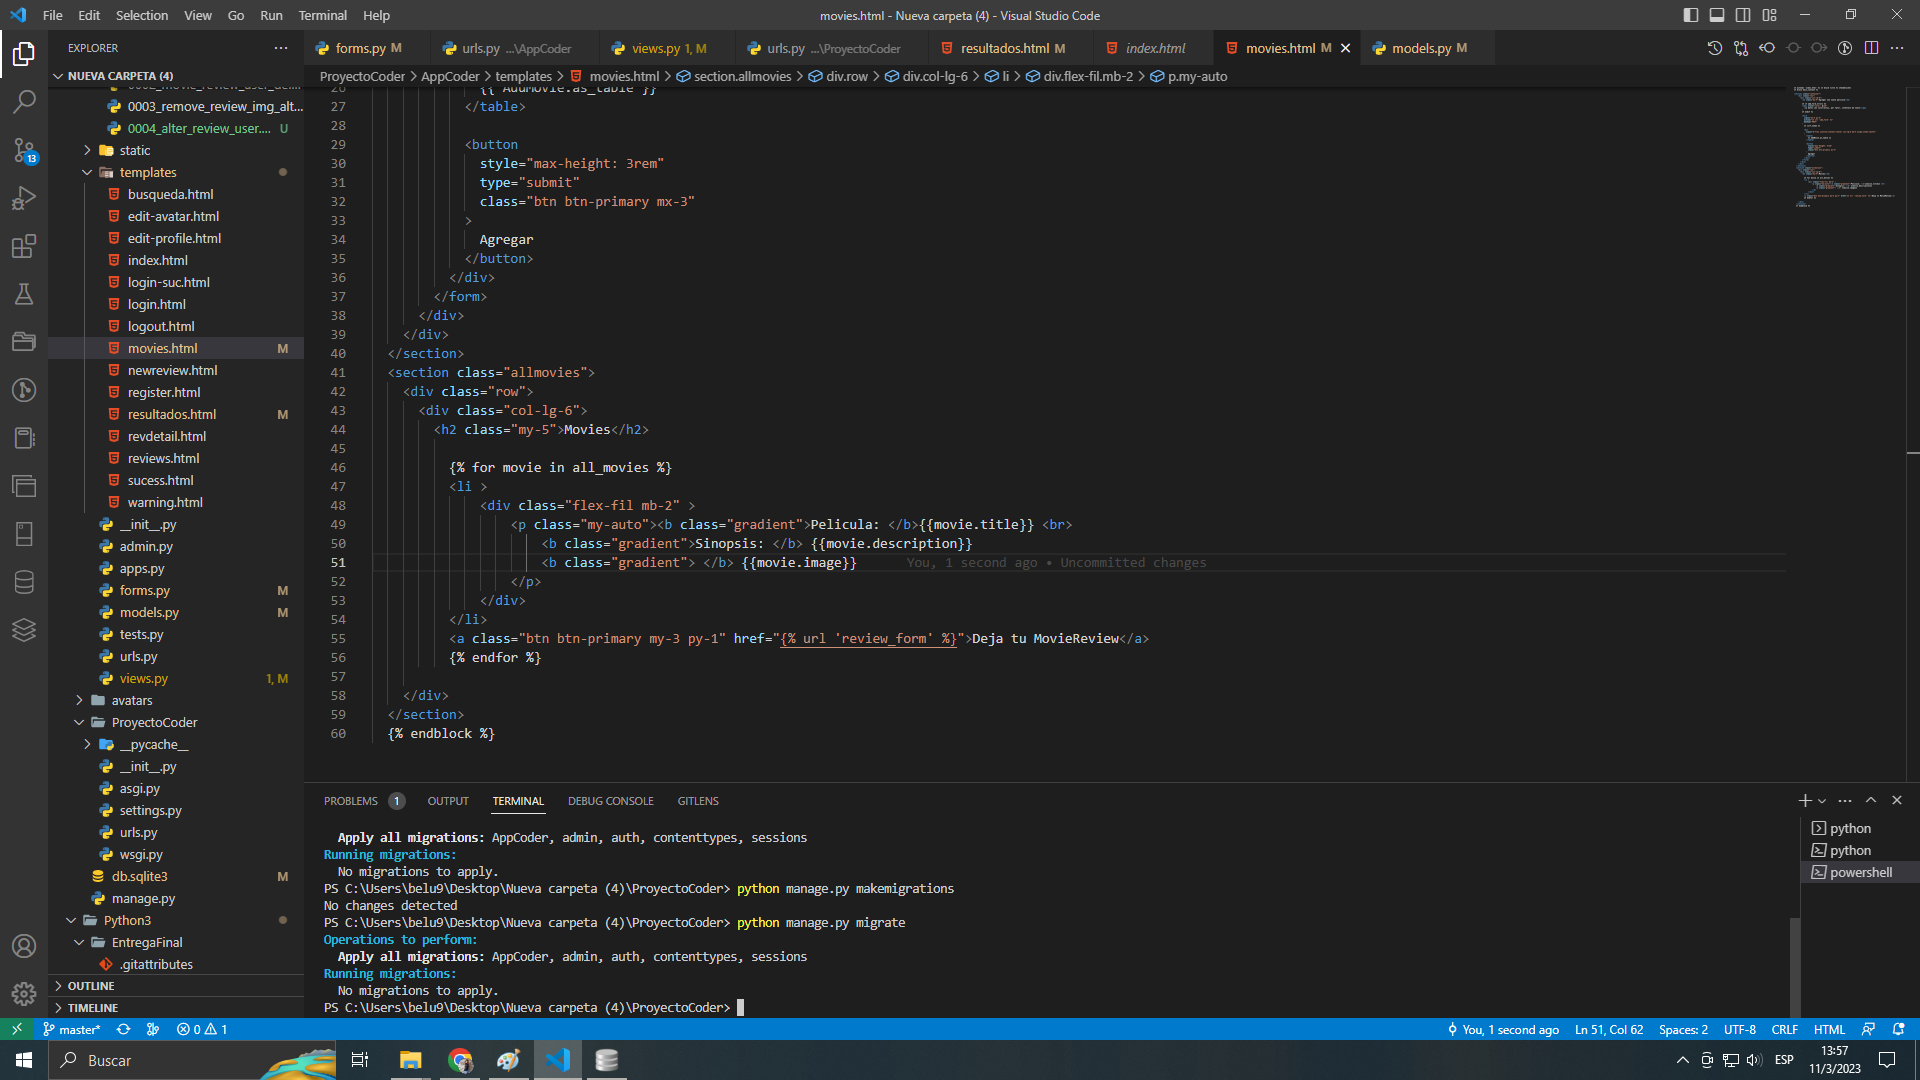 File Edit Selection View Go Run Terminal Help
movies.html - Nueva carpeta (4) - Visual Studio Code
EXPLORER
NUEVA CARPETA (4)
0003_remove_review_img_alt...
0004_alter_review_user.... U
static
templates
busqueda.html
edit-avatar.html
edit-profile.html
index.html
login-suc.html
login.html
logout.html
movies.html M
newreview.html
register.html
resultados.html M
revdetail.html
reviews.html
sucess.html
warning.html
__init__.py
admin.py
apps.py
forms.py M
models.py M
tests.py
urls.py
views.py 1, M
avatars
ProyectoCoder
__pycache__
__init__.py
asgi.py
settings.py
urls.py
wsgi.py
db.sqlite3 M
manage.py
Python3
EntregaFinal
.gitattributes
OUTLINE
TIMELINE
13
forms.py M urls.py ...\AppCoder views.py 1, M urls.py ...\ProyectoCoder resultados.html M index.html movies.html M models.py M
ProyectoCoder > AppCoder > templates > movies.html > section.allmovies > div.row > div.col-lg-6 > li > div.flex-fil.mb-2 > p.my-auto
26 {{ AddMovie.as_table }}
27 </table>
28
29 <button
30 style="max-height: 3rem"
31 type="submit"
32 class="btn btn-primary mx-3"
33 >
34 Agregar
35 </button>
36 </div>
37 </form>
38 </div>
39 </div>
40 </section>
41 <section class="allmovies">
42 <div class="row">
43 <div class="col-lg-6">
44 <h2 class="my-5">Movies</h2>
45
46 {% for movie in all_movies %}
47 <li >
48 <div class="flex-fil mb-2" >
49 <p class="my-auto"><b class="gradient">Pelicula: </b>{{movie.title}} <br>
50 <b class="gradient">Sinopsis: </b> {{movie.description}}
51 <b class="gradient"> </b> {{movie.image}} You, 1 second ago • Uncommitted changes
52 </p>
53 </div>
54 </li>
55 <a class="btn btn-primary my-3 py-1" href="{% url 'review_form' %}">Deja tu MovieReview</a>
56 {% endfor %}
57
58 </div>
59 </section>
60 {% endblock %}
PROBLEMS 1 OUTPUT TERMINAL DEBUG CONSOLE GITLENS
Apply all migrations: AppCoder, admin, auth, contenttypes, sessions
Running migrations:
No migrations to apply.
PS C:\Users\belu9\Desktop\Nueva carpeta (4)\ProyectoCoder> python manage.py makemigrations
No changes detected
PS C:\Users\belu9\Desktop\Nueva carpeta (4)\ProyectoCoder> python manage.py migrate
Operations to perform:
Apply all migrations: AppCoder, admin, auth, contenttypes, sessions
Running migrations:
No migrations to apply.
PS C:\Users\belu9\Desktop\Nueva carpeta (4)\ProyectoCoder>
python
python
powershell
master* 0 1 You, 1 second ago Ln 51, Col 62 Spaces: 2 UTF-8 CRLF HTML
Buscar
ESP
13:57
11/3/2023